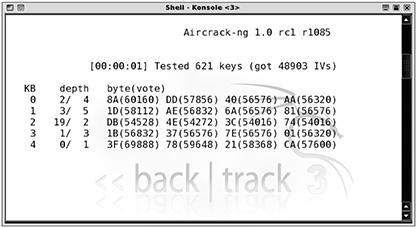 Shell - Konsole <3>
Aircrack-ng 1.0 rc1 r1085
[00:00:01] Tested 621 keys (got 48903 IVs)
KB depth byte(vote)
0 2/ 4 8A(60160) DD(57856) 40(56576) AA(56320)
1 3/ 5 1D(58112) AE(56832) 6A(56576) 81(56576)
2 19/ 2 DB(54528) 4E(54272) 3C(54016) 74(54016)
3 1/ 3 1B(56832) 37(56576) 7E(56576) 01(56320)
4 0/ 1 3F(69888) 78(59648) 21(58368) CA(57600)
<< back | track 3